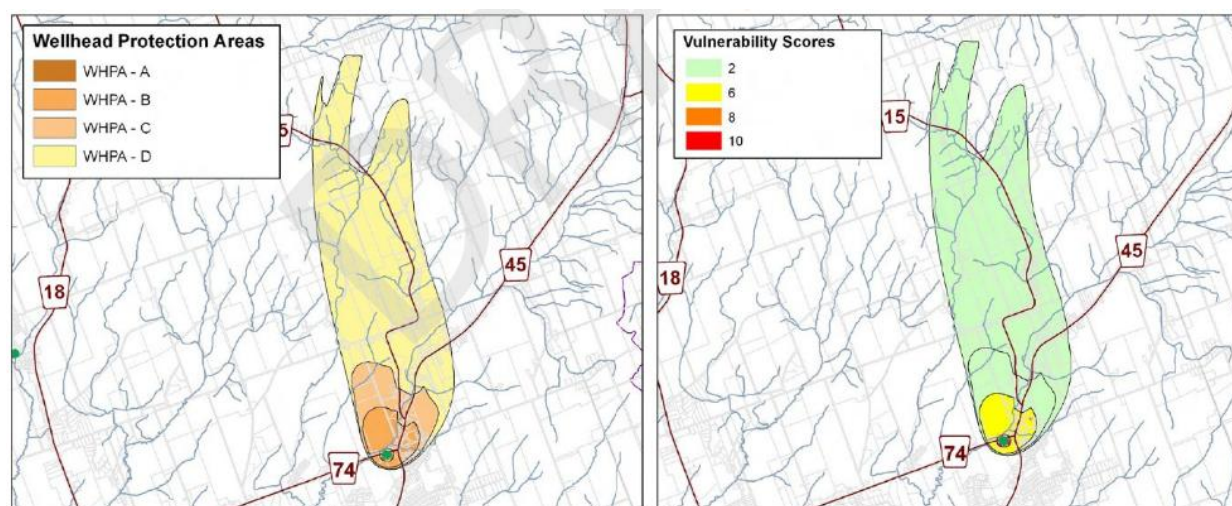 Wellhead Protection Areas
WHPA - A
WHPA - B
WHPA - C
WHPA - D
5
45
18
74
Vulnerability Scores
2
6
8
10
15
45
18
74